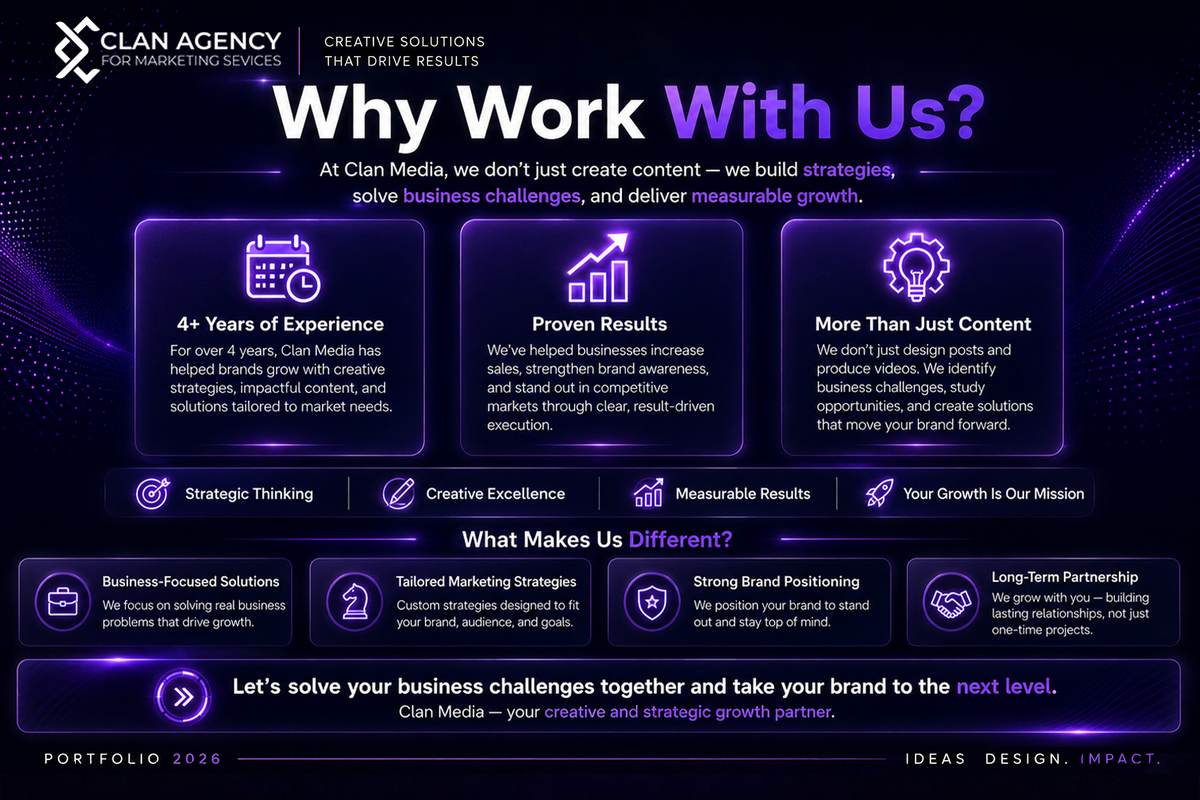 CLAN AGENCY
FOR MARKETING SEVICES
CREATIVE SOLUTIONS
THAT DRIVE RESULTS
Why Work With Us?
At Clan Media, we don't just create content — we build strategies,
solve business challenges, and deliver measurable growth.
4+ Years of Experience
For over 4 years, Clan Media has
helped brands grow with creative
strategies, impactful content, and
solutions tailored to market needs.
Proven Results
We've helped businesses increase
sales, strengthen brand awareness,
and stand out in competitive
markets through clear, result-driven
execution.
More Than Just Content
We don't just design posts and
produce videos. We identify
business challenges, study
opportunities, and create solutions
that move your brand forward.
Strategic Thinking
Creative Excellence
Measurable Results
Your Growth Is Our Mission
What Makes Us Different?
Business-Focused Solutions
We focus on solving real business
problems that drive growth.
Tailored Marketing Strategies
Custom strategies designed to fit
your brand, audience, and goals.
Strong Brand Positioning
We position your brand to stand
out and stay top of mind.
Long-Term Partnership
We grow with you — building
lasting relationships, not just
one-time projects.
Let's solve your business challenges together and take your brand to the next level.
Clan Media — your creative and strategic growth partner.
PORTFOLIO 2026
IDEAS DESIGN. IMPACT.